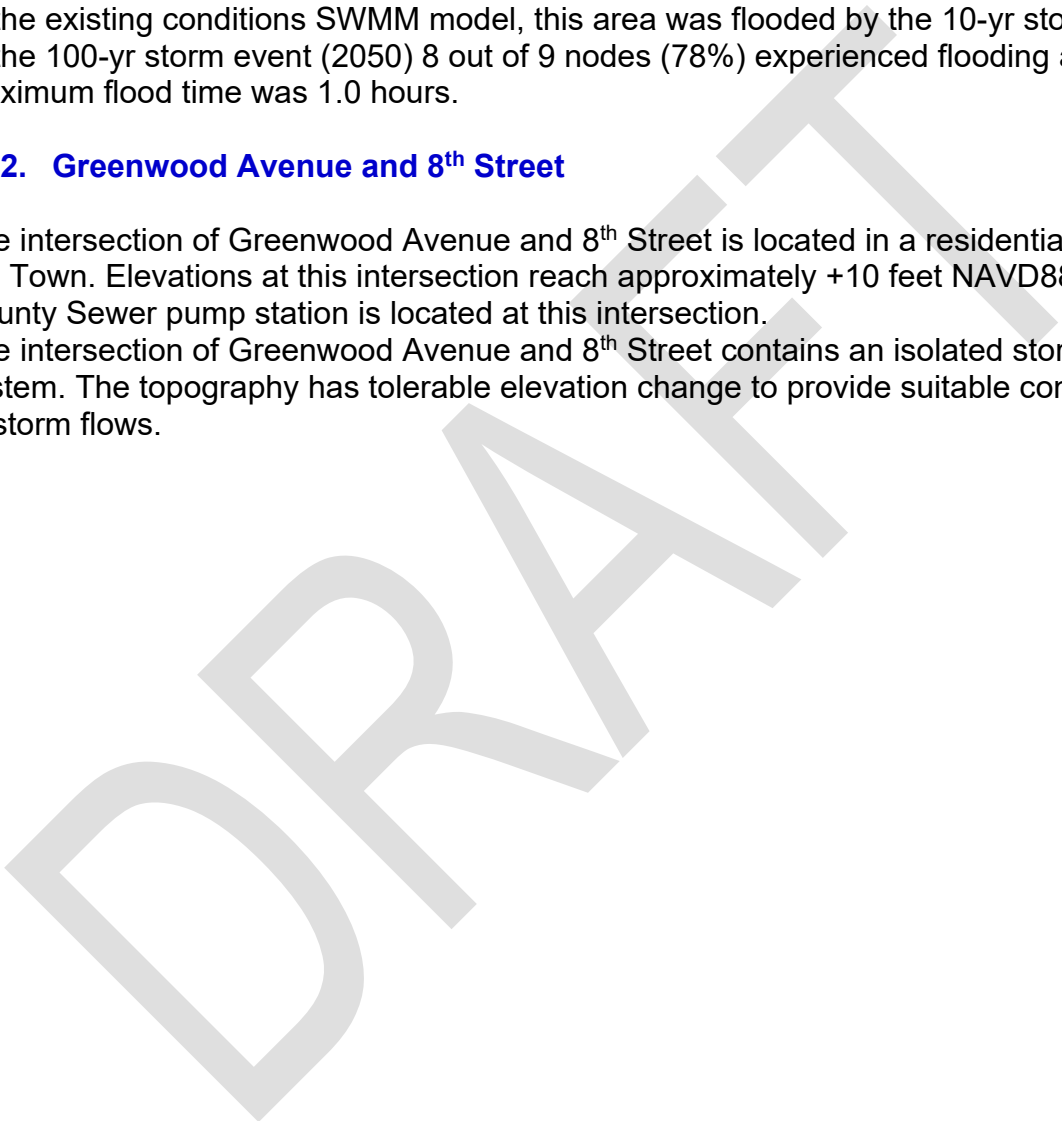 the existing conditions SWMM model, this area was flooded by the 10-yr sto
the 100-yr storm event (2050) 8 out of 9 nodes (78%) experienced flooding a
ximum flood time was 1.0 hours.
2. Greenwood Avenue and 8th Street
e intersection of Greenwood Avenue and 8th Street is located in a residentia
Town. Elevations at this intersection reach approximately +10 feet NAVD88
unty Sewer pump station is located at this intersection.
e intersection of Greenwood Avenue and 8th Street contains an isolated stor
stem. The topography has tolerable elevation change to provide suitable con
storm flows.
DRAFT